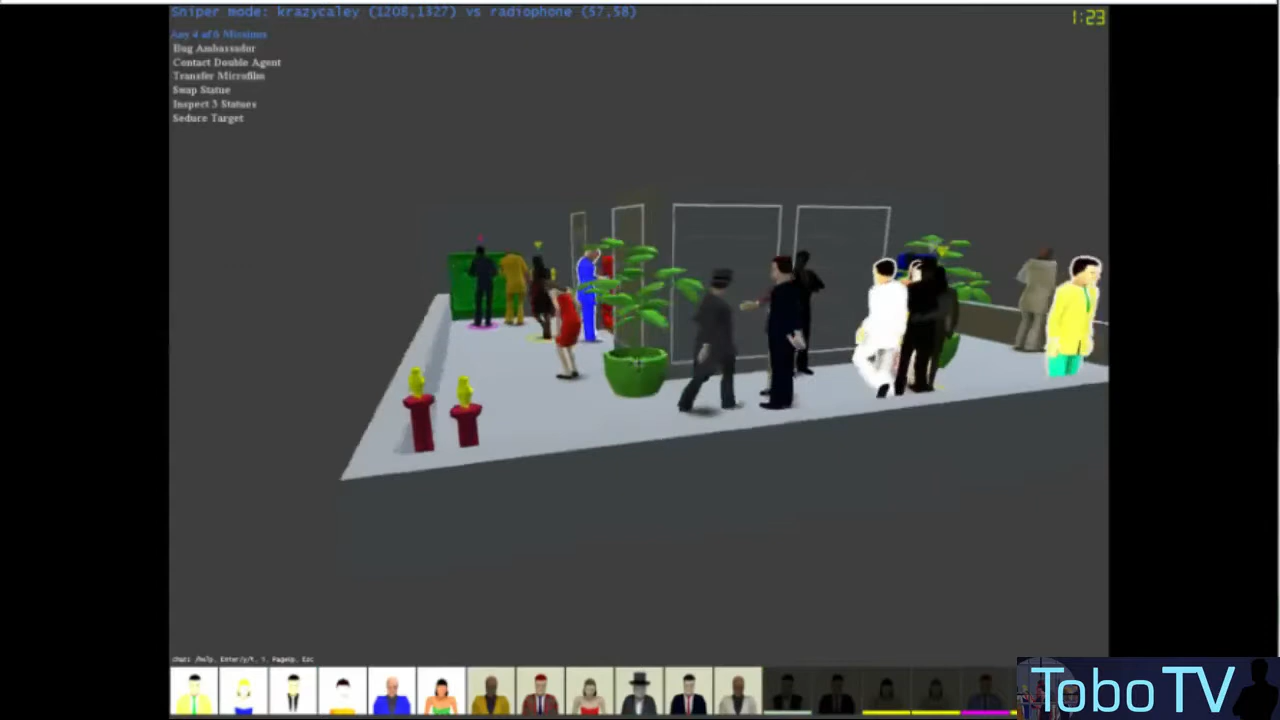 Sniper mode: krazycaley (1208,1327) vs radiophone (57,58)
1:23
Any 4 of 6 Missions
Bug Ambassador
Contact Double Agent
Transfer Microfilm
Swap Statue
Inspect 3 Statues
Seduce Target
ToboTV